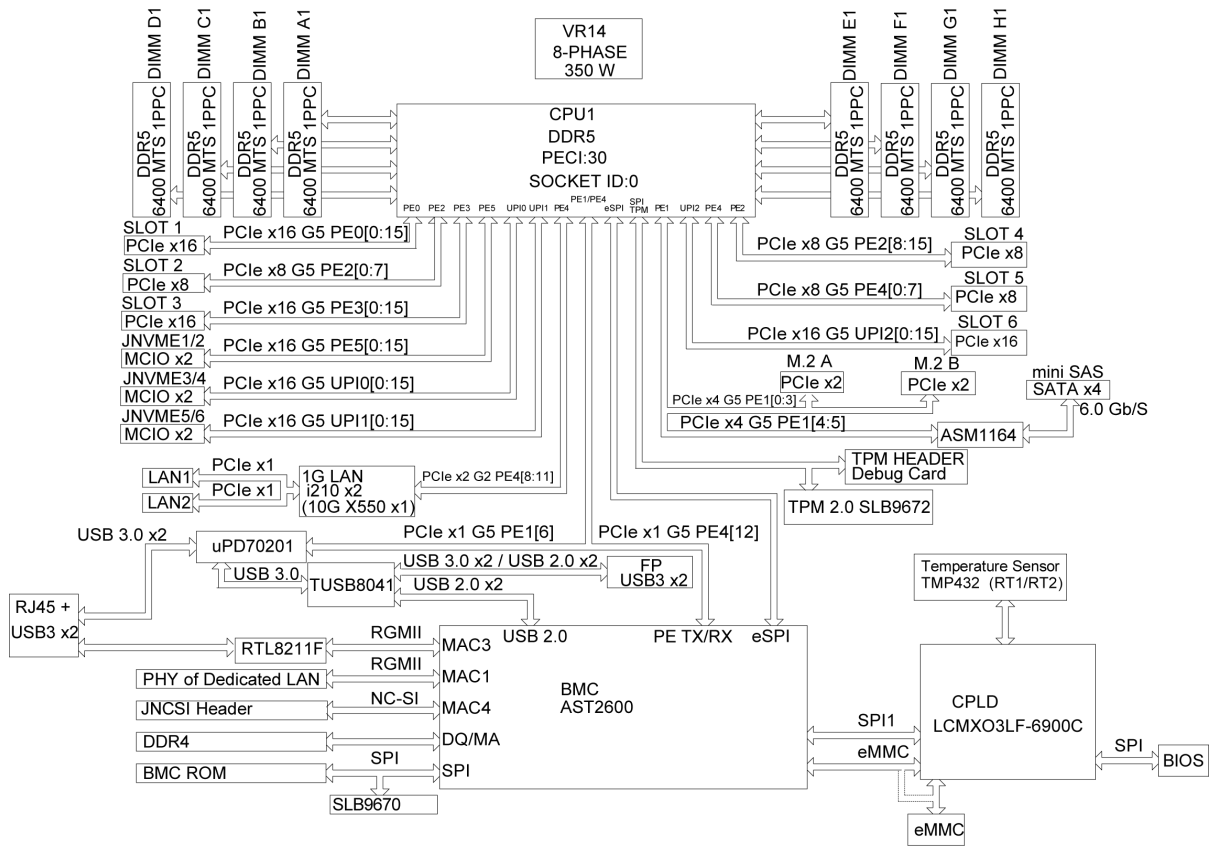 VR14
8-PHASE
350 W
DIMM D1
DIMM C1
DIMM B1
DIMM A1
DDR5
6400 MTS 1PPC
DDR5
6400 MTS 1PPC
DDR5
6400 MTS 1PPC
DDR5
6400 MTS 1PPC
DIMM E1
DIMM F1
DIMM G1
DIMM H1
DDR5
6400 MTS 1PPC
DDR5
6400 MTS 1PPC
DDR5
6400 MTS 1PPC
DDR5
6400 MTS 1PPC
CPU1
DDR5
PECI:30
SOCKET ID:0
PE0
PE2
PE3
PE5
UPI0
UPI1
PE4
PE1/PE4
eSPI
SPI
TPM
PE1
UPI2
PE4
PE2
SLOT 1
PCIe x16
PCIe x16 G5 PE0[0:15]
SLOT 2
PCIe x8
PCIe x8 G5 PE2[0:7]
SLOT 3
PCIe x16
PCIe x16 G5 PE3[0:15]
JNVME1/2
MCIO x2
PCIe x16 G5 PE5[0:15]
JNVME3/4
MCIO x2
PCIe x16 G5 UPI0[0:15]
JNVME5/6
MCIO x2
PCIe x16 G5 UPI1[0:15]
PCIe x8 G5 PE2[8:15]
SLOT 4
PCIe x8
PCIe x8 G5 PE4[0:7]
SLOT 5
PCIe x8
PCIe x16 G5 UPI2[0:15]
SLOT 6
PCIe x16
M.2 A
PCIe x2
M.2 B
PCIe x2
mini SAS
SATA x4
6.0 Gb/S
PCIe x4 G5 PE1[0:3]
PCIe x4 G5 PE1[4:5]
ASM1164
LAN1
PCIe x1
LAN2
PCIe x1
1G LAN
i210 x2
(10G X550 x1)
PCIe x2 G2 PE4[8:11]
TPM HEADER
Debug Card
TPM 2.0 SLB9672
USB 3.0 x2
uPD70201
PCIe x1 G5 PE1[6]
PCIe x1 G5 PE4[12]
USB 3.0
TUSB8041
USB 3.0 x2 / USB 2.0 x2
USB 2.0 x2
FP
USB3 x2
Temperature Sensor
TMP432 (RT1/RT2)
RJ45 +
USB3 x2
RTL8211F
RGMII
MAC3
USB 2.0
PE TX/RX
eSPI
PHY of Dedicated LAN
RGMII
MAC1
JNCSI Header
NC-SI
MAC4
DDR4
DQ/MA
BMC ROM
SPI
SPI
SLB9670
BMC
AST2600
SPI1
eMMC
CPLD
LCMXO3LF-6900C
SPI
BIOS
eMMC